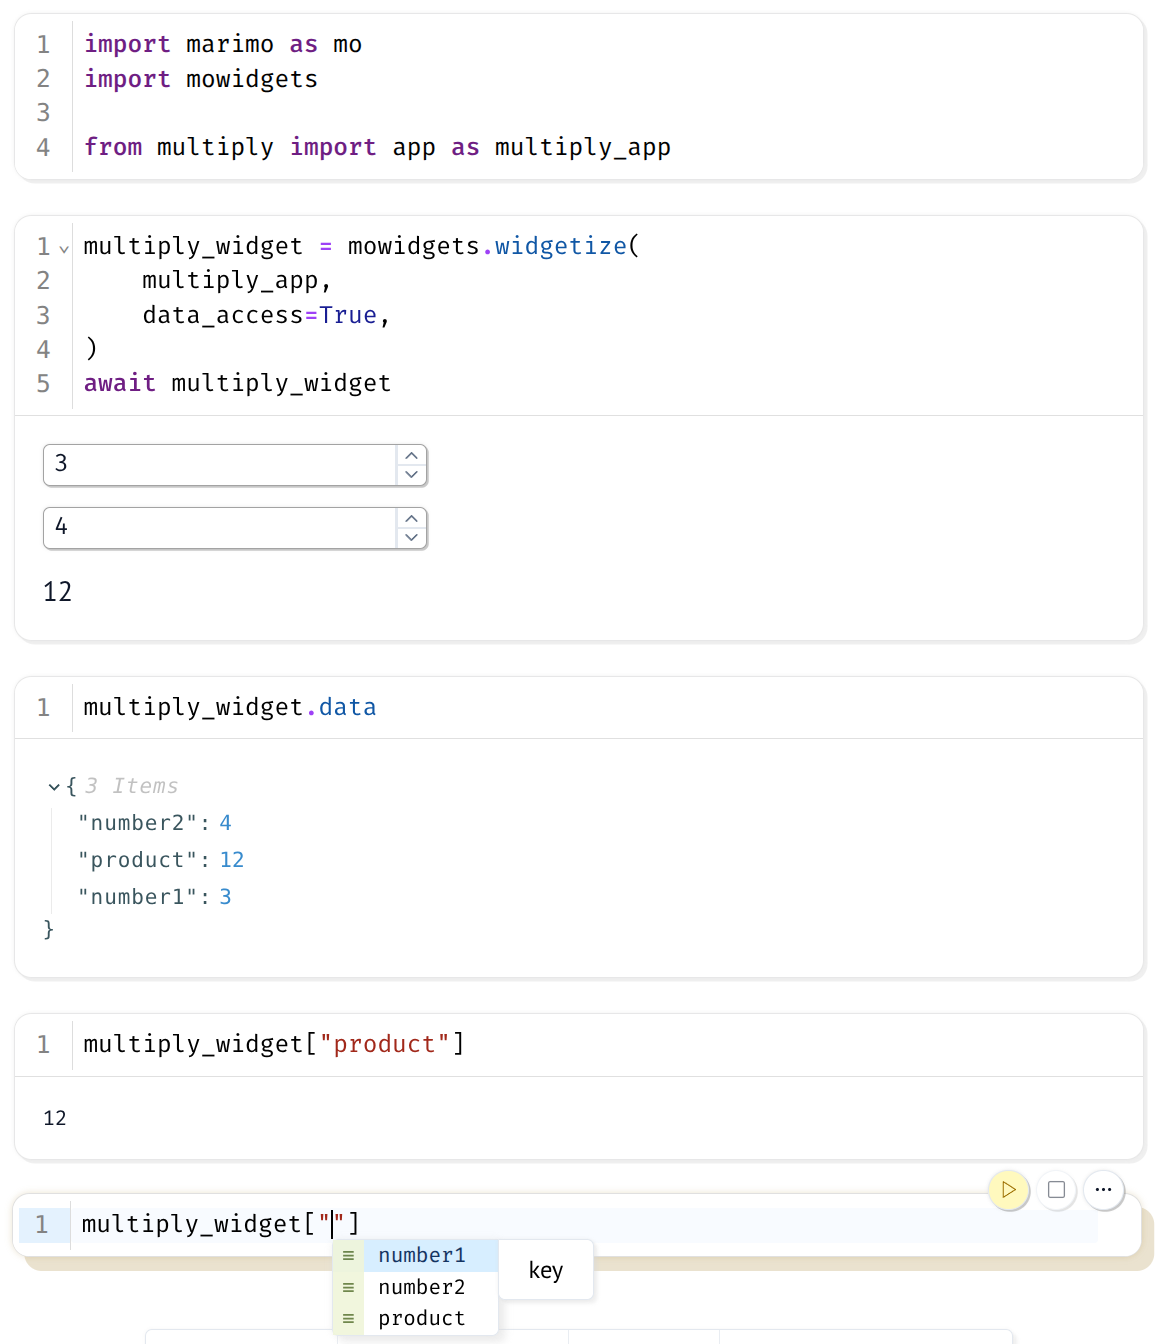 1 import marimo as mo
2 import mowidgets
3
4 from multiply import app as multiply_app
1 multiply_widget = mowidgets.widgetize(
2     multiply_app,
3     data_access=True,
4 )
5 await multiply_widget
3
4
12
1 multiply_widget.data
{ 3 Items
"number2": 4
"product": 12
"number1": 3
}
1 multiply_widget["product"]
12
1 multiply_widget[""]
number1 key
number2
product